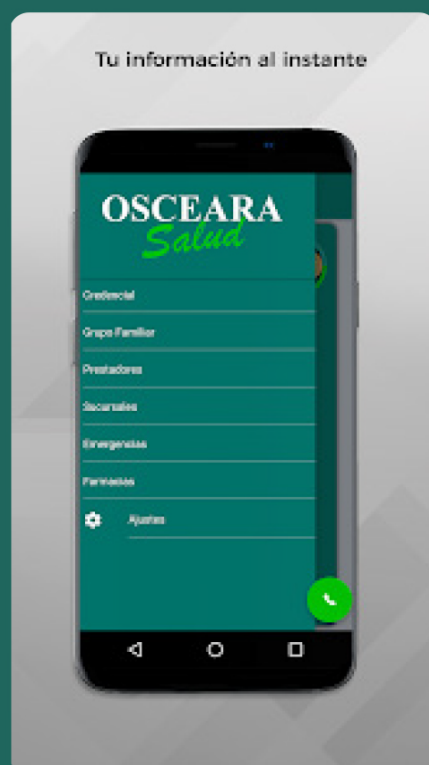 Tu información al instante
OSCEARA
Salud
Credencial
Grupo Familiar
Prestadores
Sucursales
Emergencias
Farmacias
Ajustes